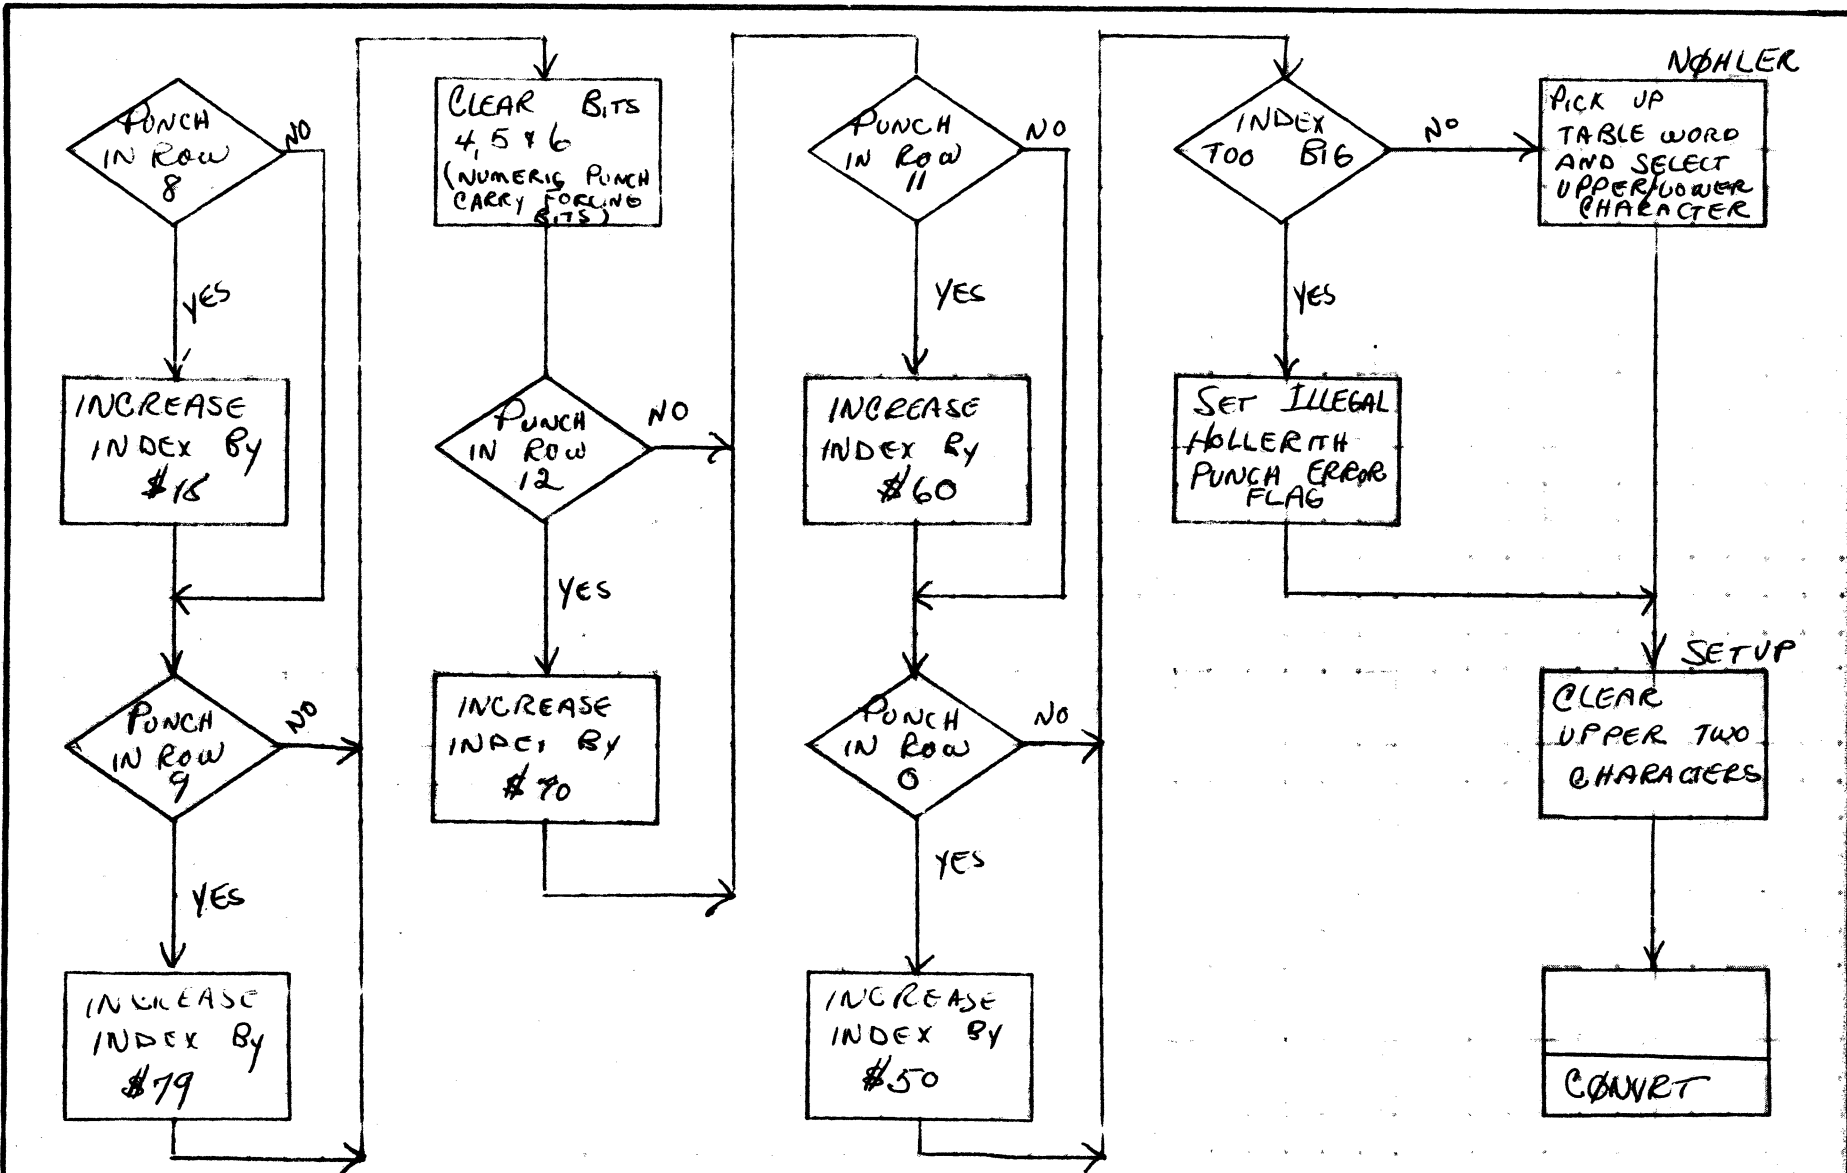 PUNCH
IN ROW
8
NO
YES
INCREASE
INDEX BY
PUNCH
IN ROW
9
NO
YES
INCREASE
INDEX BY
$79
CLEAR BITS
4, 5 & 6
(NUMERIC PUNCH
CARRY FORCING
BITS)
PUNCH
IN ROW
12
NO
YES
INCREASE
INDEX BY
PUNCH
IN ROW
11
NO
YES
INCREASE
INDEX BY
$60
PUNCH
IN ROW
0
NO
YES
INCREASE
INDEX BY
$50
INDEX
TOO BIG
NO
YES
SET ILLEGAL
HOLLERITH
PUNCH ERROR
FLAG
NØHLER
PICK UP
TABLE WORD
AND SELECT
UPPER/LOWER
CHARACTER
SETUP
CLEAR
UPPER TWO
CHARACTERS
CØNVRT